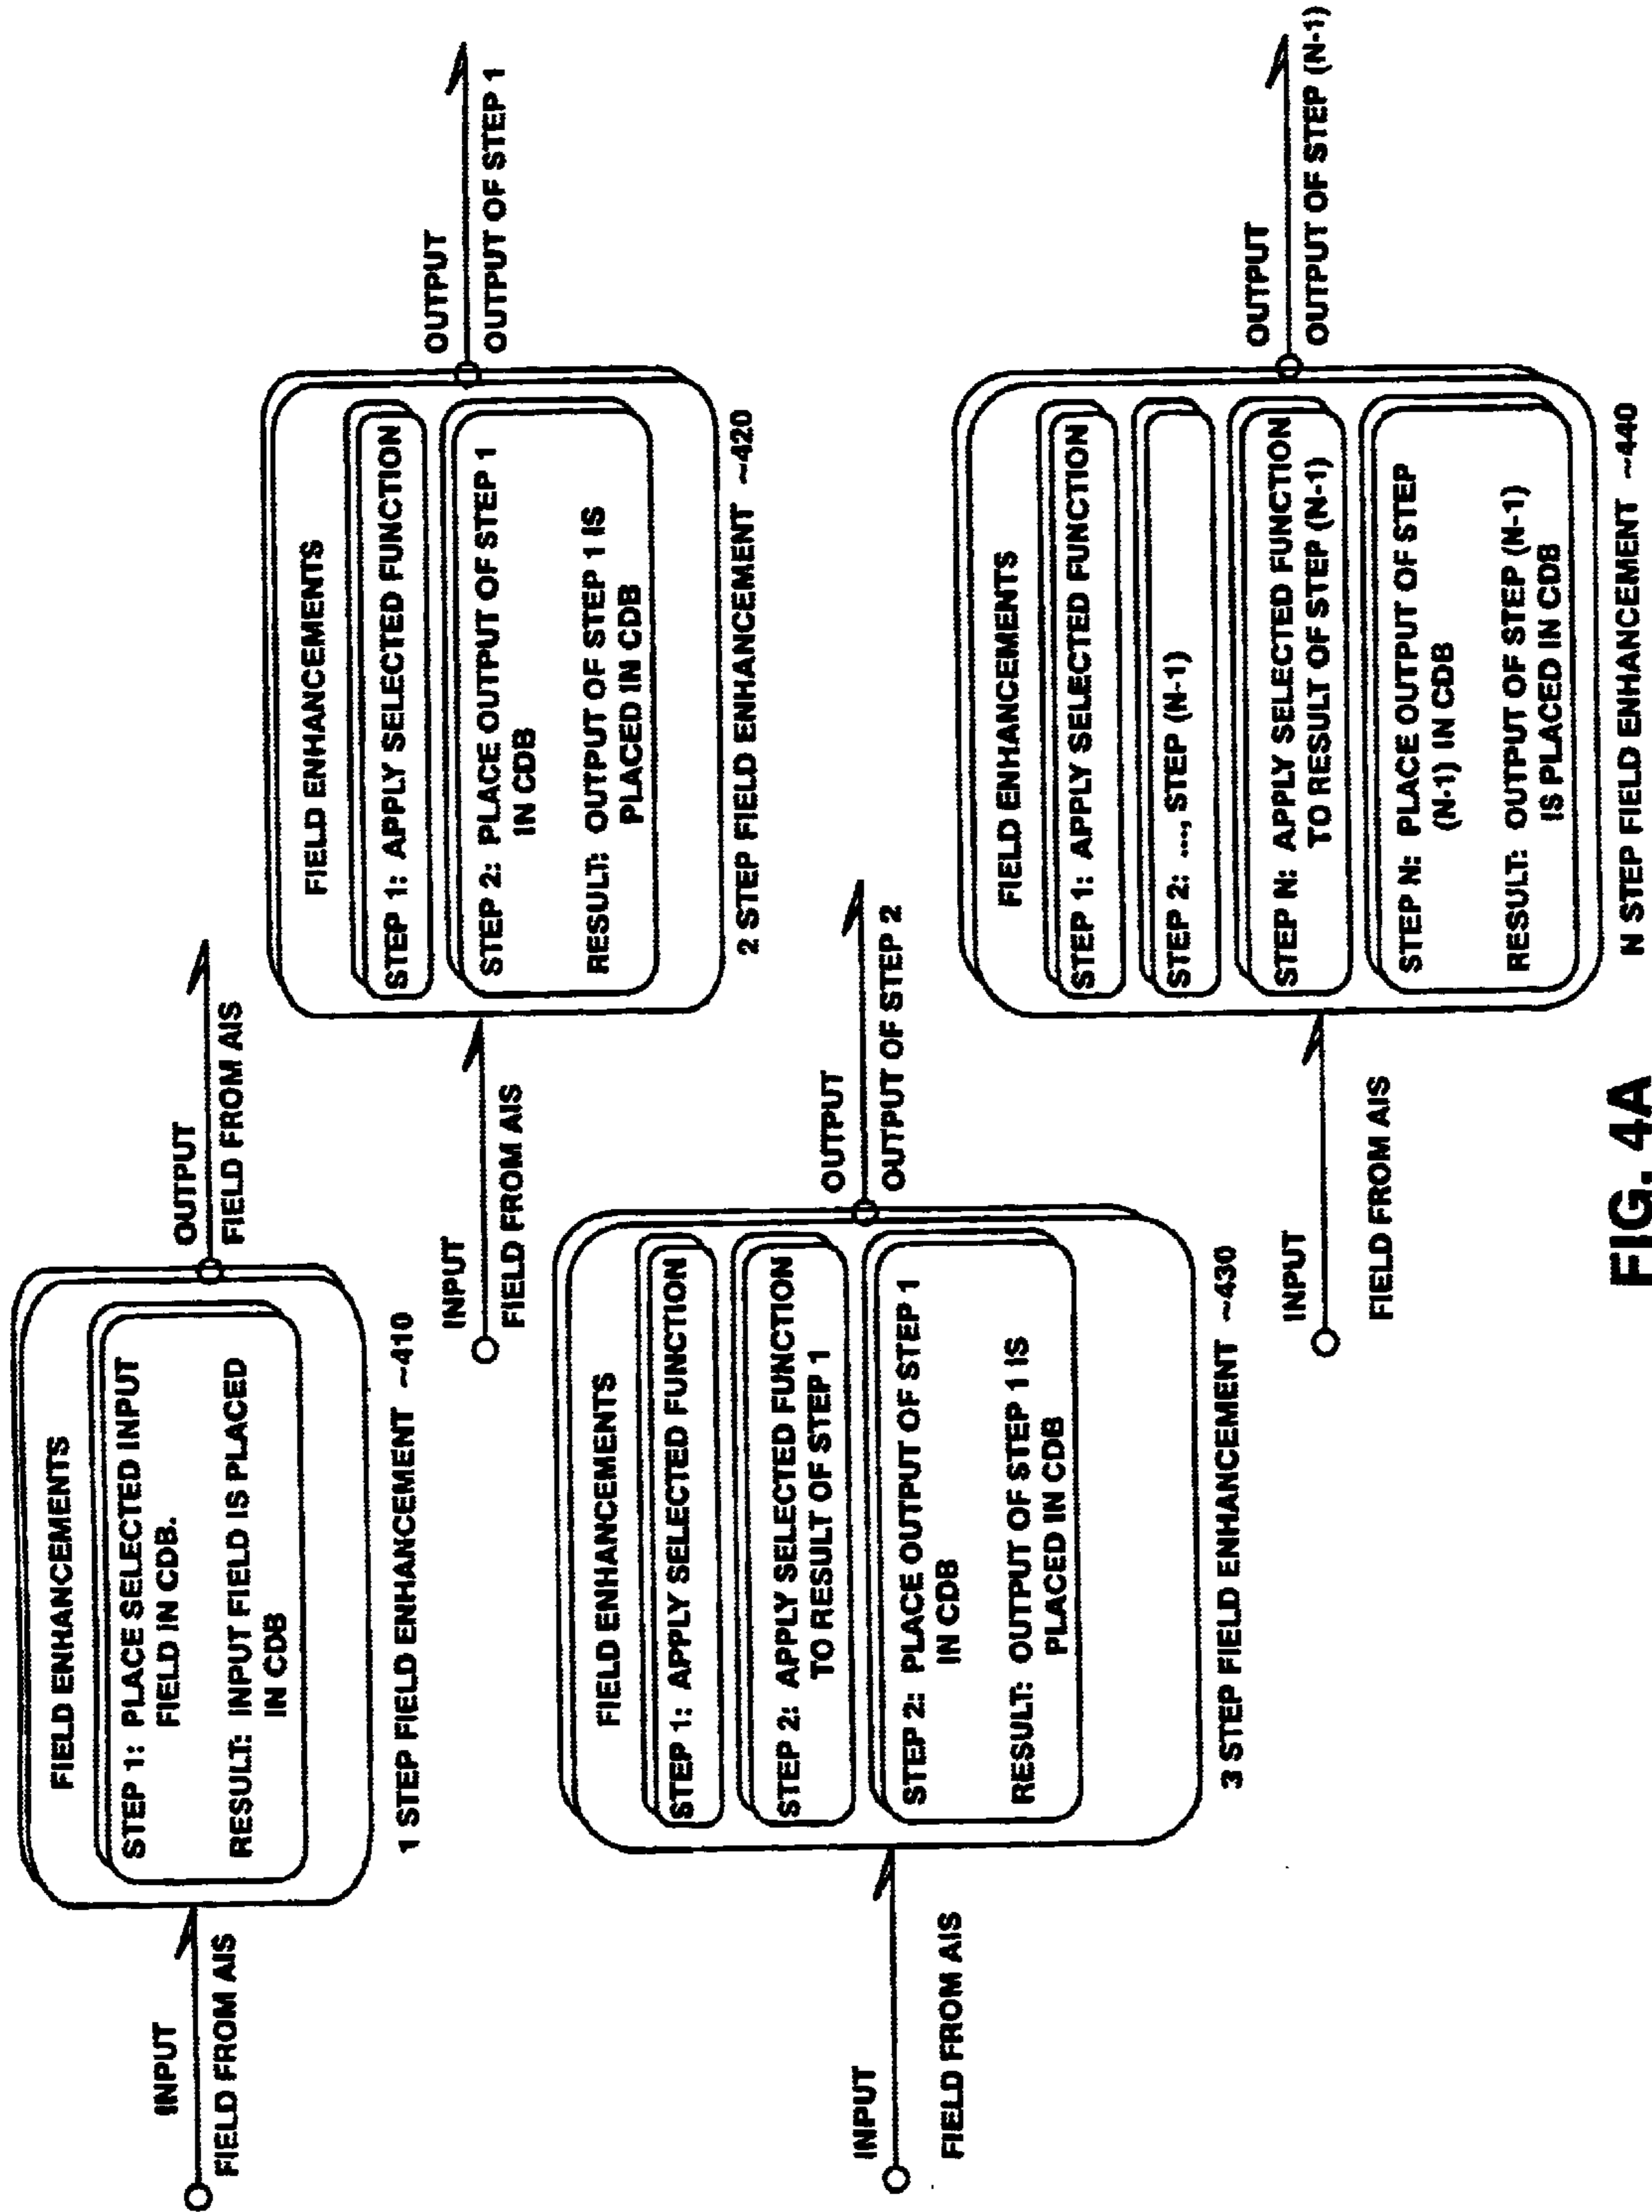 INPUT
FIELD FROM AIS
FIELD ENHANCEMENTS
STEP 1: PLACE SELECTED INPUT
FIELD IN CDB.
RESULT: INPUT FIELD IS PLACED
IN CDB
OUTPUT
FIELD FROM AIS
1 STEP FIELD ENHANCEMENT ~410
INPUT
FIELD FROM AIS
FIELD ENHANCEMENTS
STEP 1: APPLY SELECTED FUNCTION
STEP 2: PLACE OUTPUT OF STEP 1
IN CDB
RESULT: OUTPUT OF STEP 1 IS
PLACED IN CDB
OUTPUT
OUTPUT OF STEP 1
2 STEP FIELD ENHANCEMENT ~420
INPUT
FIELD FROM AIS
FIELD ENHANCEMENTS
STEP 1: APPLY SELECTED FUNCTION
STEP 2: APPLY SELECTED FUNCTION
TO RESULT OF STEP 1
STEP 2: PLACE OUTPUT OF STEP 1
IN CDB
RESULT: OUTPUT OF STEP 1 IS
PLACED IN CDB
OUTPUT
OUTPUT OF STEP 2
3 STEP FIELD ENHANCEMENT ~430
INPUT
FIELD FROM AIS
FIELD ENHANCEMENTS
STEP 1: APPLY SELECTED FUNCTION
STEP 2: ..., STEP (N-1)
STEP N: APPLY SELECTED FUNCTION
TO RESULT OF STEP (N-1)
STEP N: PLACE OUTPUT OF STEP
(N-1) IN CDB
RESULT: OUTPUT OF STEP (N-1)
IS PLACED IN CDB
OUTPUT
OUTPUT OF STEP (N-1)
N STEP FIELD ENHANCEMENT ~440
FIG. 4A